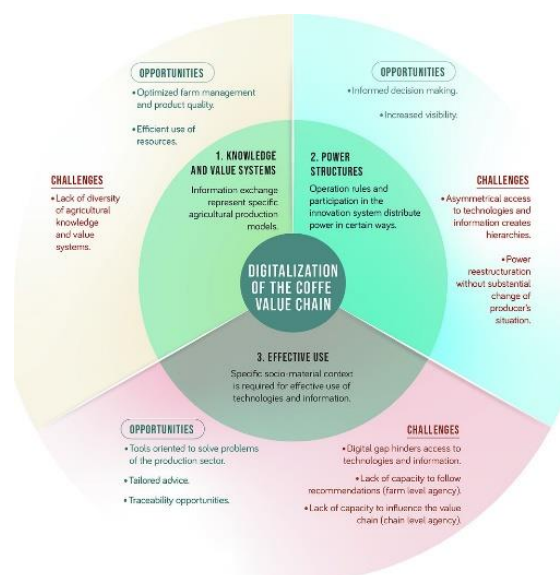 OPPORTUNITIES
•Optimized farm management
and product quality.
•Efficient use of
resources.
CHALLENGES
•Lack of diversity
of agricultural
knowledge
and value
systems.
1. KNOWLEDGE
AND VALUE SYSTEMS
Information exchange
represent specific
agricultural production
models.
OPPORTUNITIES
•Informed decision making.
•Increased visibility.
2. POWER
STRUCTURES
Operation rules and
participation in the
innovation system distribute
power in certain ways.
CHALLENGES
•Asymmetrical access
to technologies and
information creates
hierarchies.
•Power
restructuration
without substantial
change of
producer's
situation.
DIGITALIZATION
OF THE COFFE
VALUE CHAIN
3. EFFECTIVE USE
Specific socio-material context
is required for effective use of
technologies and information.
OPPORTUNITIES
•Tools oriented to solve problems
of the production sector.
•Tailored advice.
•Traceability opportunities.
CHALLENGES
•Digital gap hinders access to
technologies and information.
•Lack of capacity to follow
recommendations (farm level agency).
•Lack of capacity to influence the value
chain (chain level agency).